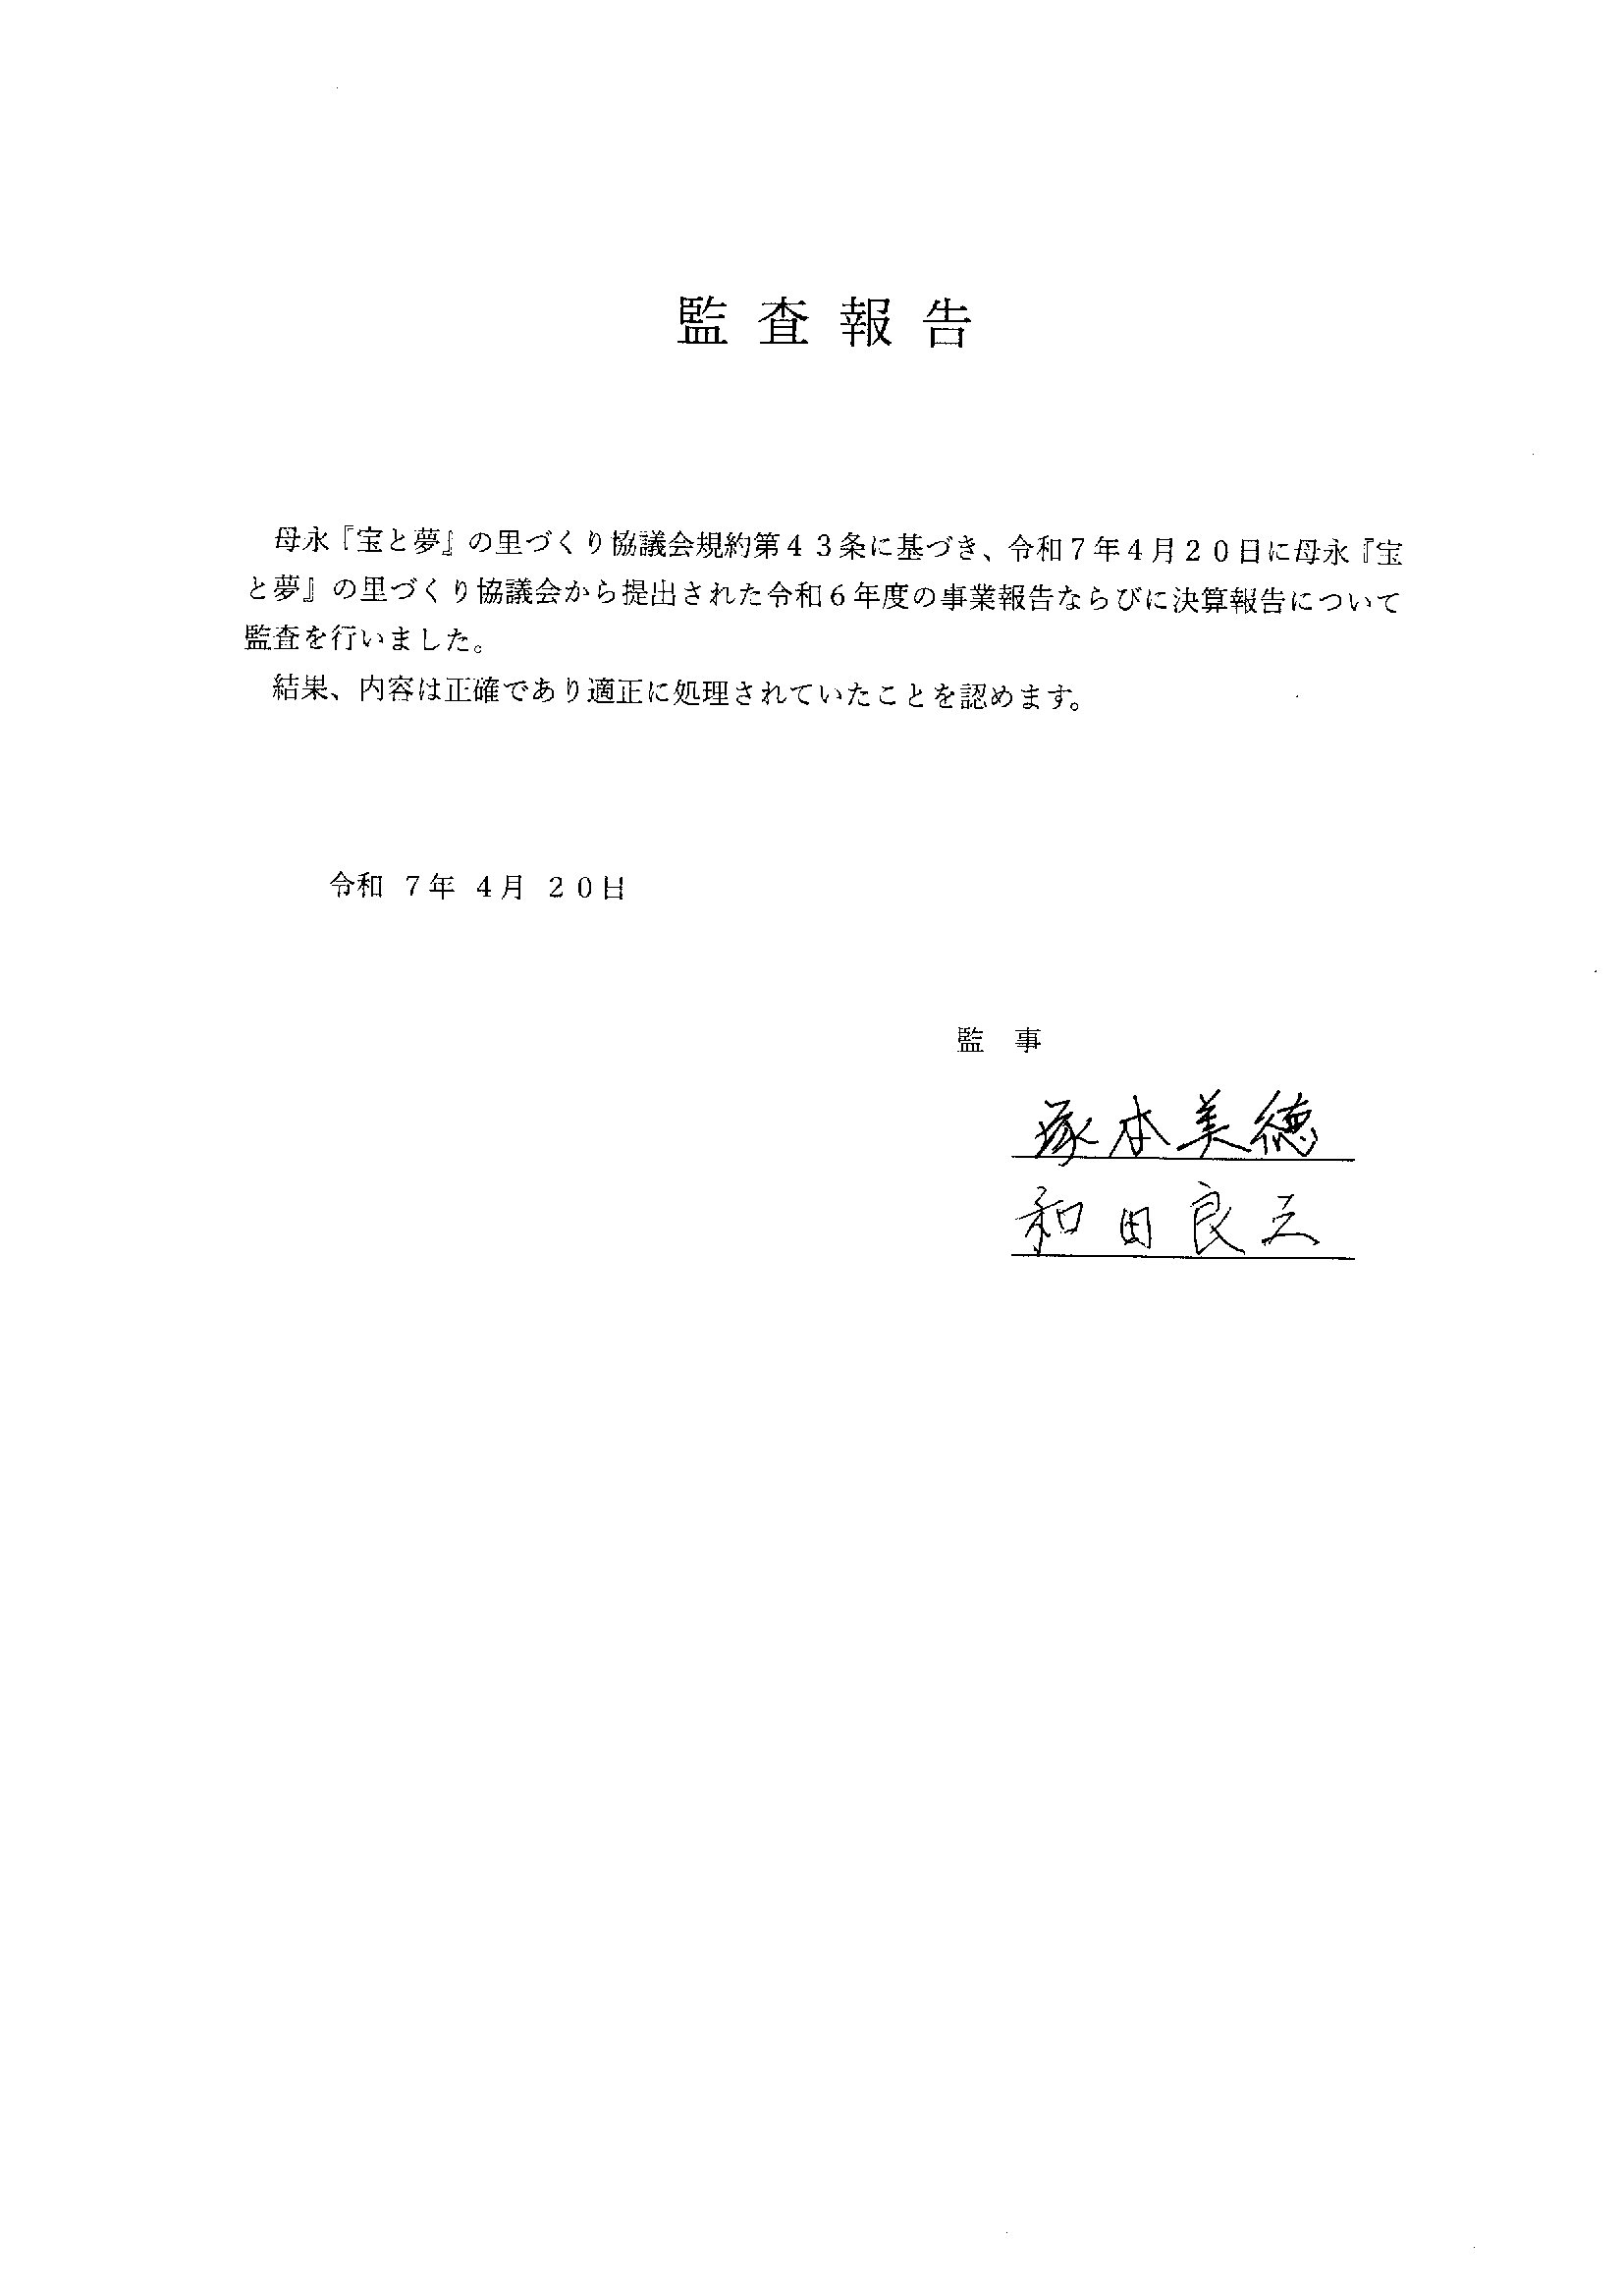 監査報告
母永『宝と夢』の里づくり協議会規約第４３条に基づき、令和７年４月２０日に母永『宝
と夢』の里づくり協議会から提出された令和６年度の事業報告ならびに決算報告について
監査を行いました。
結果、内容は正確であり適正に処理されていたことを認めます。
令和 ７年 ４月 ２０日
監　事
塚本美徳
和田良三